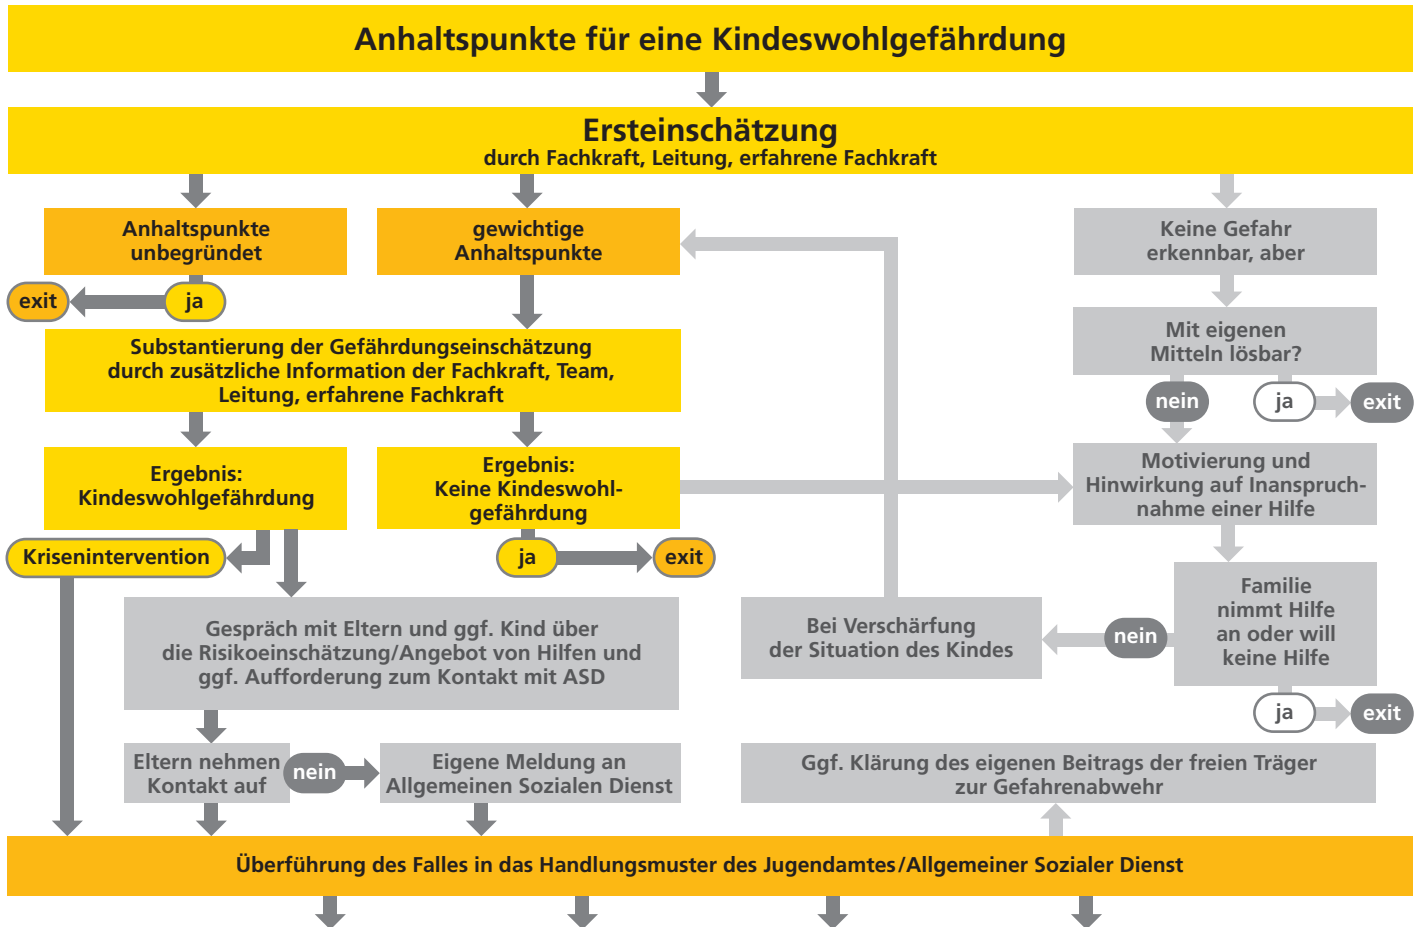 Anhaltspunkte für eine Kindeswohlgefährdung
Ersteinschätzung
durch Fachkraft, Leitung, erfahrene Fachkraft
Anhaltspunkte
unbegründet
gewichtige
Anhaltspunkte
Keine Gefahr
erkennbar, aber
exit
ja
Mit eigenen
Mitteln lösbar?
Substantierung der Gefährdungseinschätzung
durch zusätzliche Information der Fachkraft, Team,
Leitung, erfahrene Fachkraft
nein
ja
exit
Ergebnis:
Kindeswohlgefährdung
Ergebnis:
Keine Kindeswohl-
gefährdung
Motivierung und
Hinwirkung auf Inanspruch-
nahme einer Hilfe
Krisenintervention
ja
exit
Familie
nimmt Hilfe
an oder will
keine Hilfe
Gespräch mit Eltern und ggf. Kind über
die Risikoeinschätzung/Angebot von Hilfen und
ggf. Aufforderung zum Kontakt mit ASD
Bei Verschärfung
der Situation des Kindes
nein
ja
exit
Eltern nehmen
Kontakt auf
nein
Eigene Meldung an
Allgemeinen Sozialen Dienst
Ggf. Klärung des eigenen Beitrags der freien Träger
zur Gefahrenabwehr
Überführung des Falles in das Handlungsmuster des Jugendamtes/Allgemeiner Sozialer Dienst